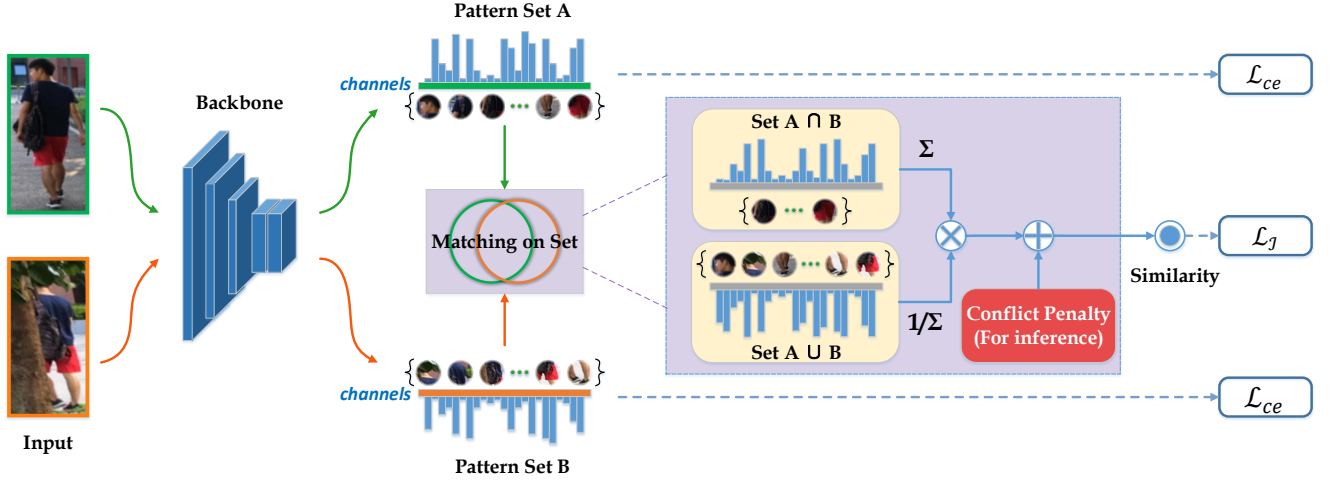 Pattern Set A
channels
{ ... }
Backbone
Input
Matching on Set
{ ... }
channels
Pattern Set B
Set A ∩ B
{ ... }
Σ
{ ... }
Set A ∪ B
1/Σ
Conflict Penalty
(For inference)
Similarity
ℒce
ℒ𝒥
ℒce